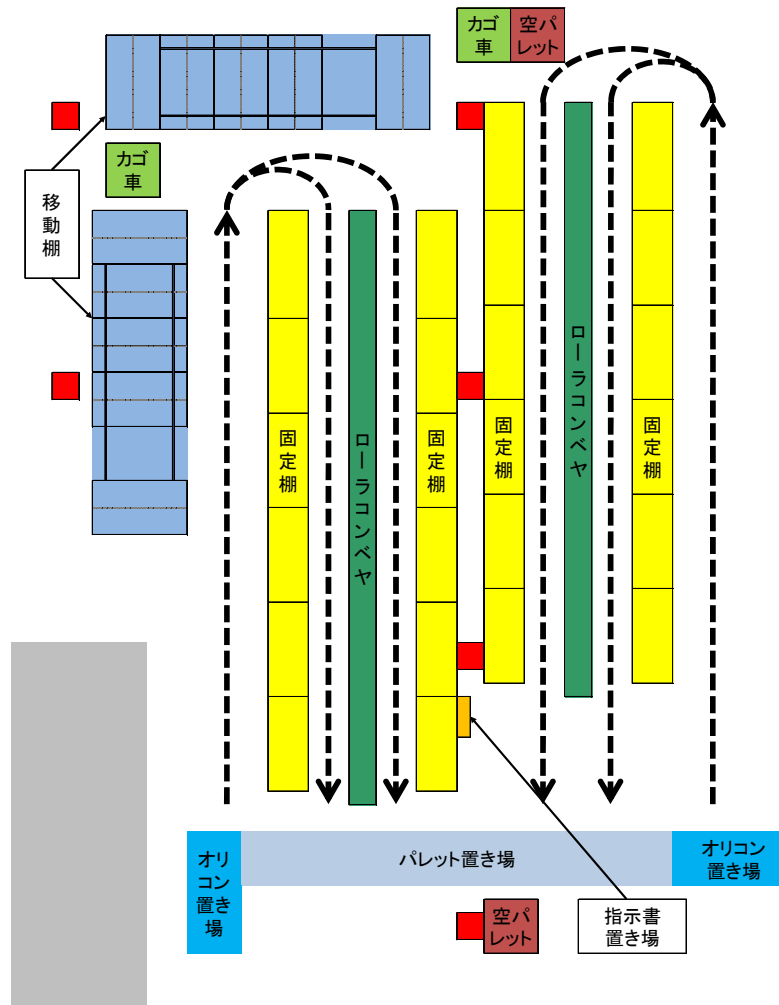 カゴ
車
空パ
レット
カゴ
車
移
動
棚
固
定
棚
ローラコンベヤ
固
定
棚
固
定
棚
ローラコンベヤ
固
定
棚
オリ
コン
置き
場
パレット置き場
オリコン
置き場
空パ
レット
指示書
置き場